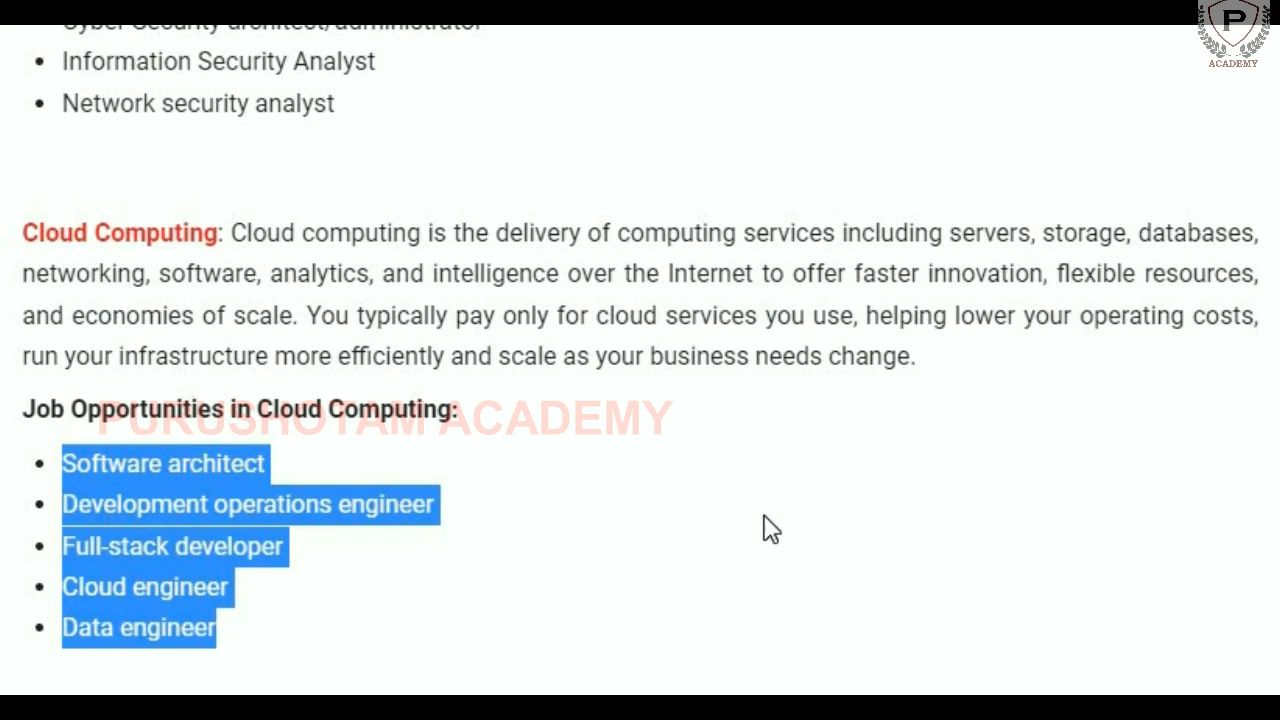 Cyber Security architect/administrator
P
ACADEMY
Information Security Analyst
Network security analyst
Cloud Computing: Cloud computing is the delivery of computing services including servers, storage, databases,
networking, software, analytics, and intelligence over the Internet to offer faster innovation, flexible resources,
and economies of scale. You typically pay only for cloud services you use, helping lower your operating costs,
run your infrastructure more efficiently and scale as your business needs change.
Job Opportunities in Cloud Computing:
PURUSHOTAM ACADEMY
Software architect
Development operations engineer
Full-stack developer
Cloud engineer
Data engineer